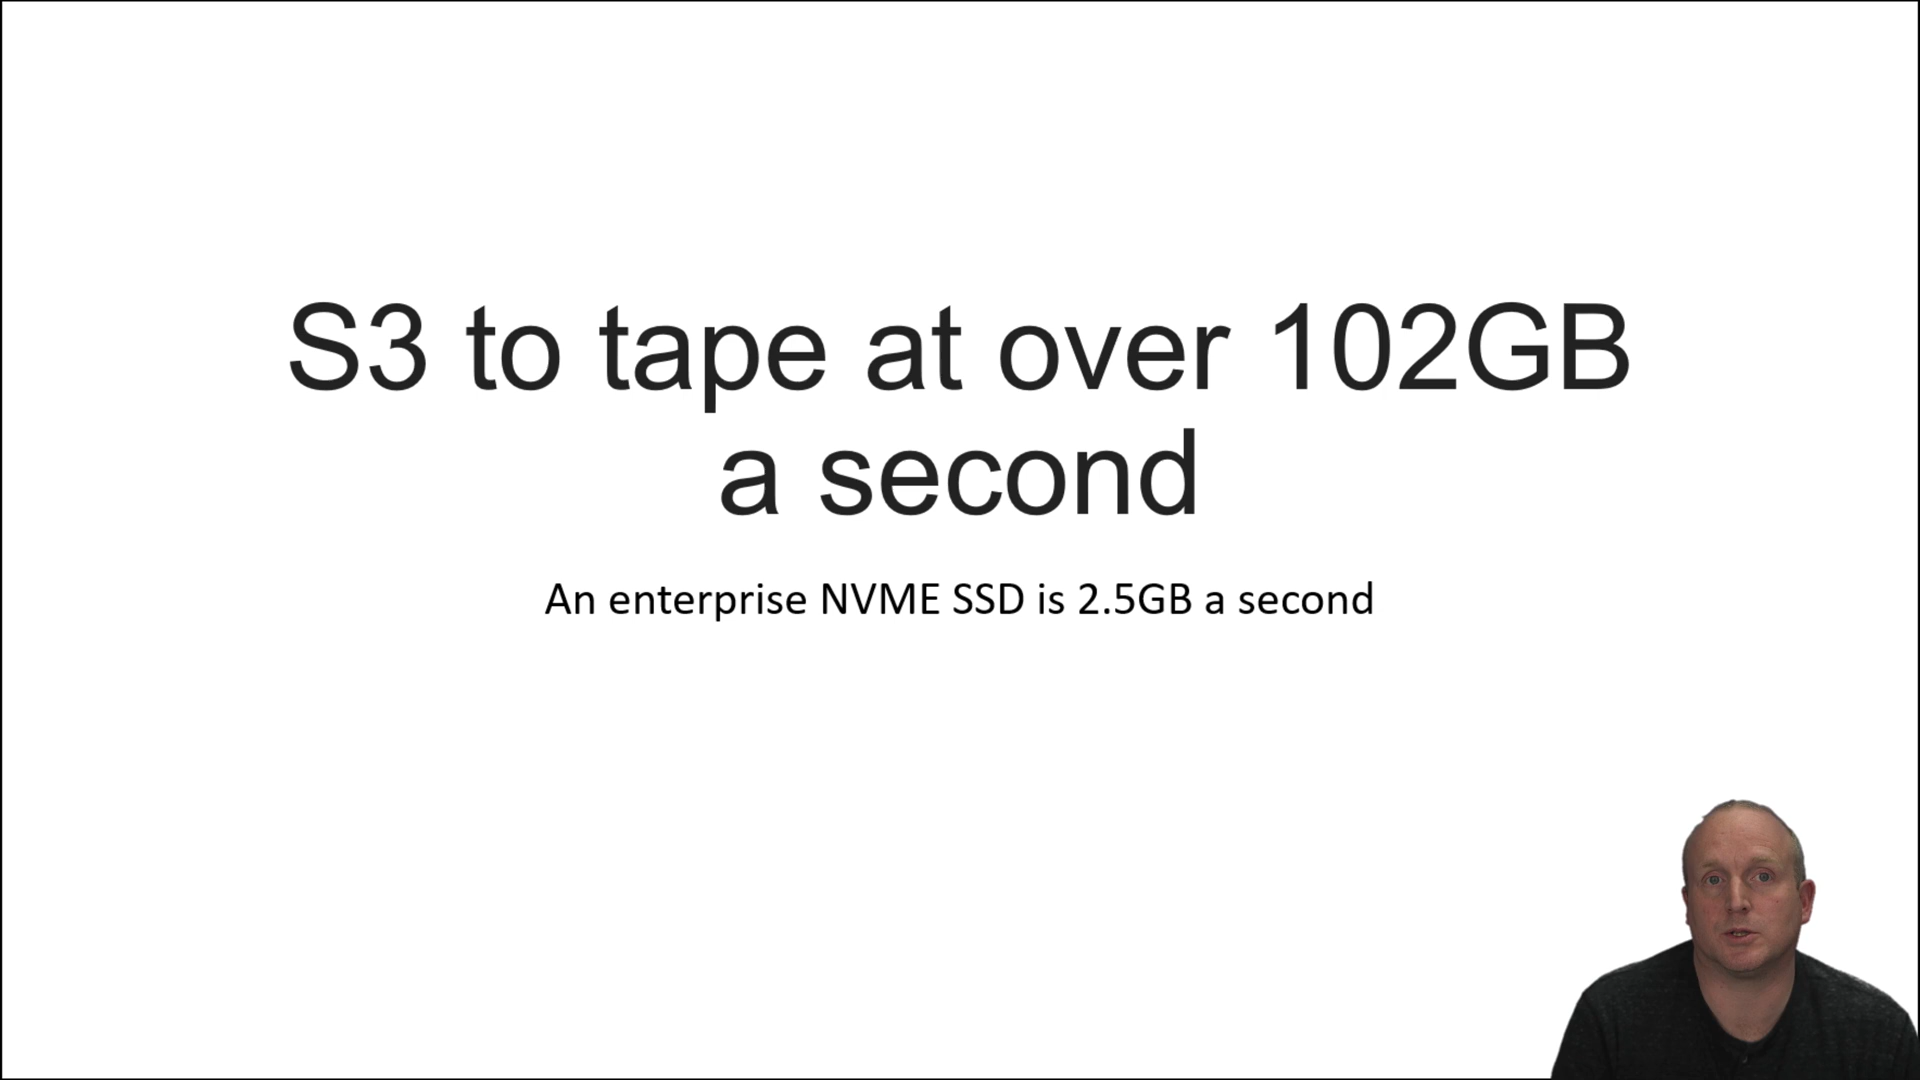 S3 to tape at over 102GB
a second
An enterprise NVME SSD is 2.5GB a second